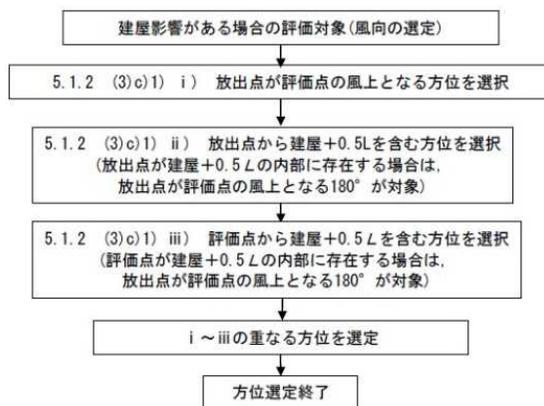 建屋影響がある場合の評価対象(風向の選定)
5.1.2 (3)c)1) ⅰ) 放出点が評価点の風上となる方位を選択
5.1.2 (3)c)1) ⅱ) 放出点から建屋+0.5Lを含む方位を選択
(放出点が建屋+0.5Lの内部に存在する場合は,
放出点が評価点の風上となる180°が対象)
5.1.2 (3)c)1) ⅲ) 評価点から建屋+0.5Lを含む方位を選択
(評価点が建屋+0.5Lの内部に存在する場合は,
放出点が評価点の風上となる180°が対象)
ⅰ~ⅲの重なる方位を選定
方位選定終了